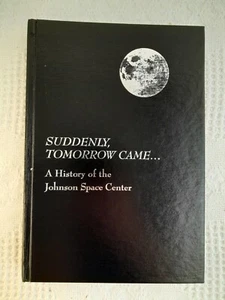 SUDDENLY,
TOMORROW CAME...
A History of the
Johnson Space Center